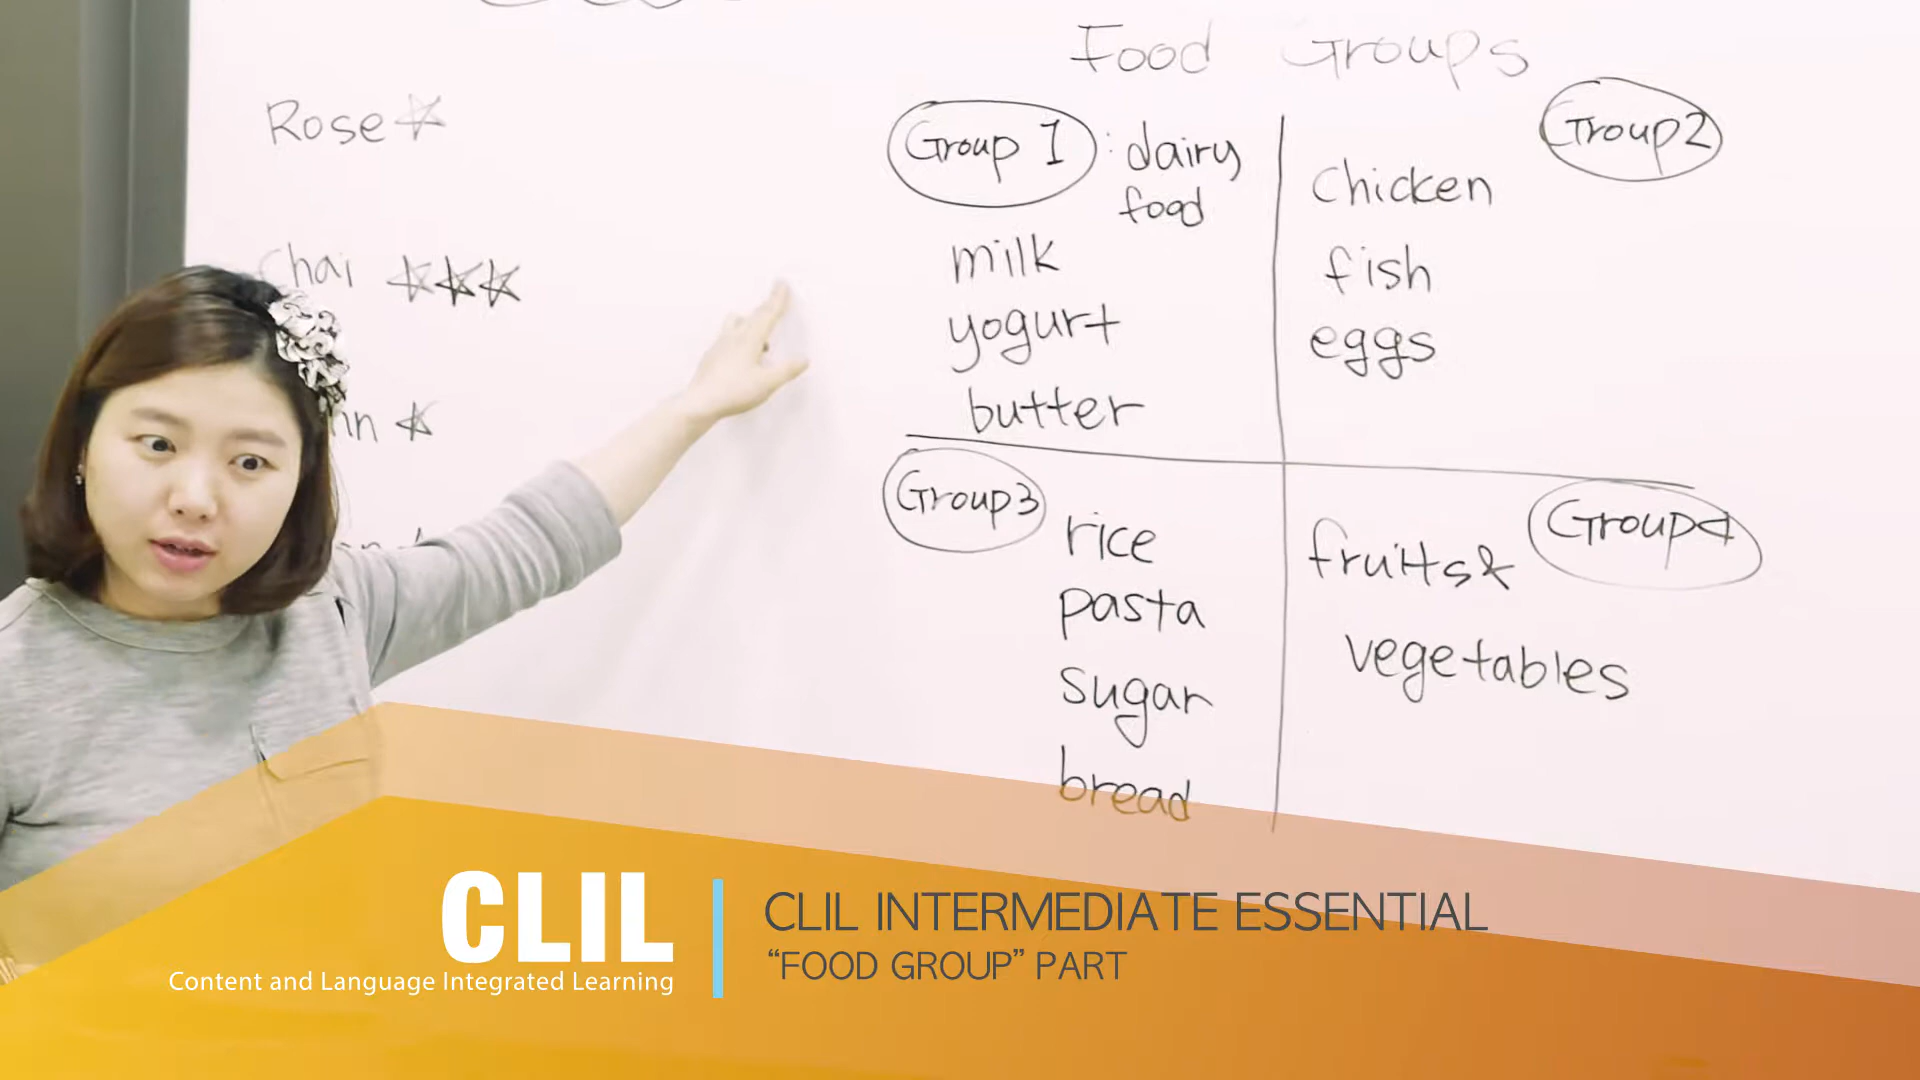 Food Groups
Rose
Chai
Group 1 : dairy
food
milk
yogurt
butter
Group2
Chicken
fish
eggs
Group3
rice
pasta
sugar
bread
Group4
fruits &
vegetables
CLIL
Content and Language Integrated Learning
CLIL INTERMEDIATE ESSENTIAL
“FOOD GROUP” PART